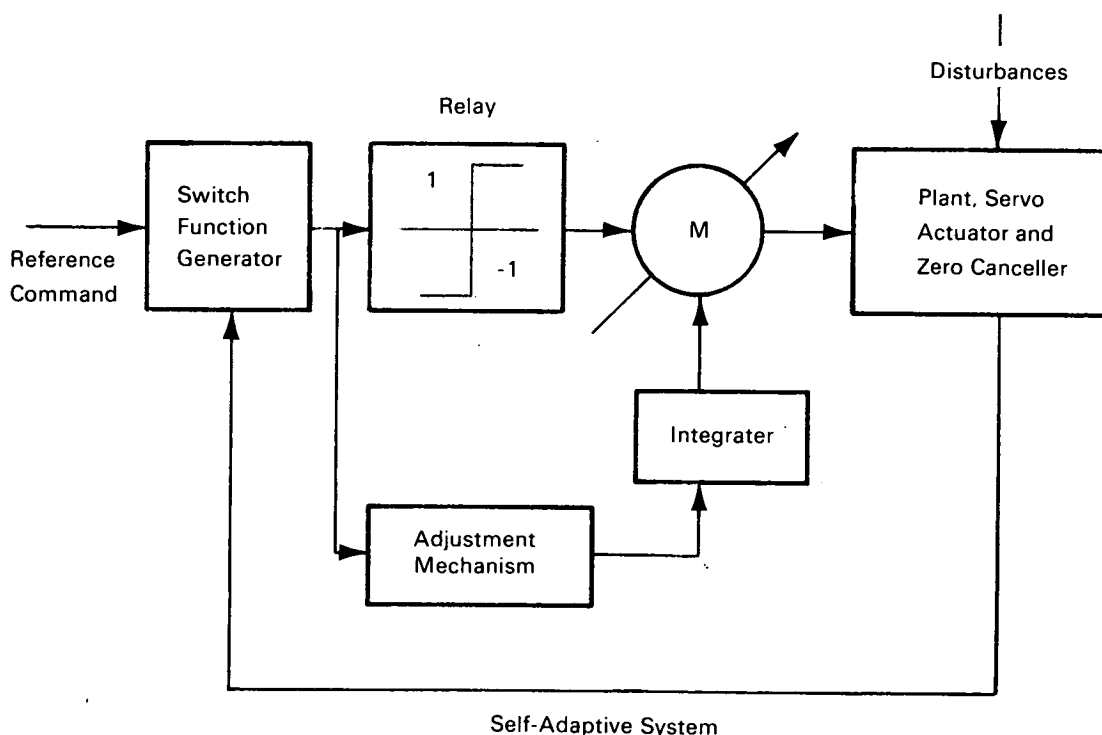 Disturbances
Relay
Switch
Function
Generator
1
-1
M
Plant, Servo
Actuator and
Zero Canceller
Reference
Command
Integrater
Adjustment
Mechanism
Self-Adaptive System